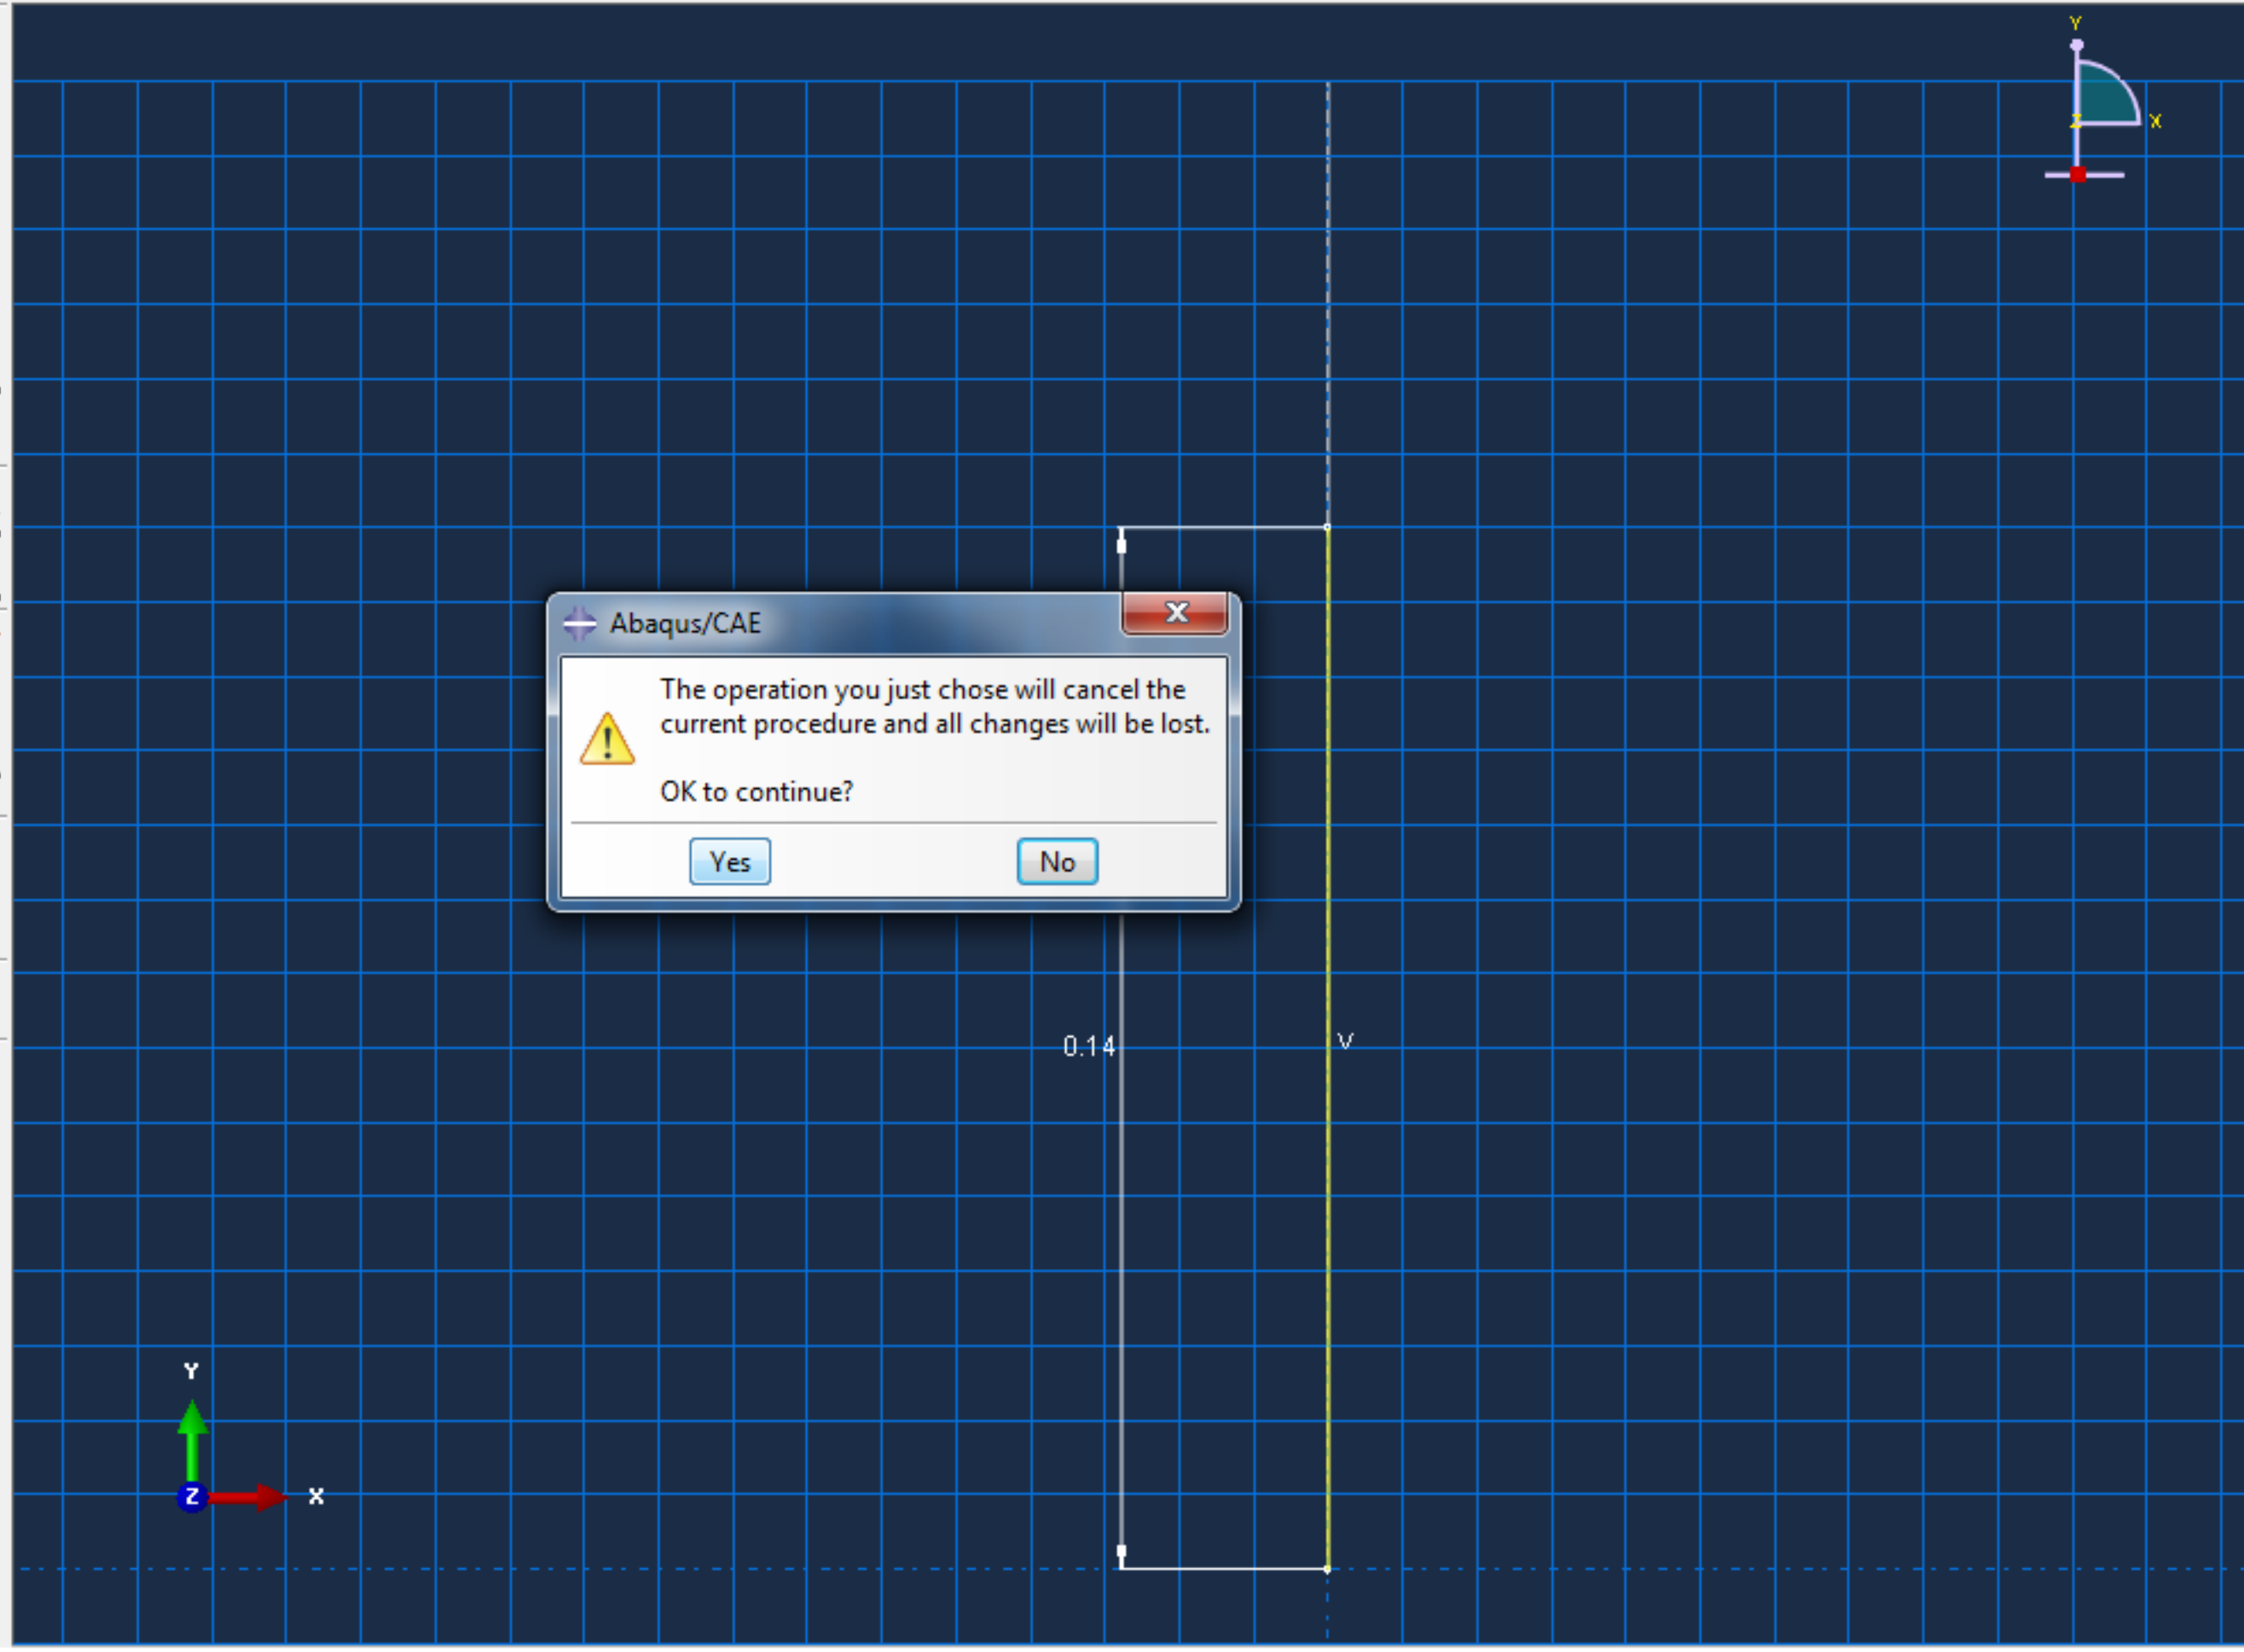 Y
Z X
Abaqus/CAE
The operation you just chose will cancel the
current procedure and all changes will be lost.
OK to continue?
Yes No
0.14 V
Y
Z X